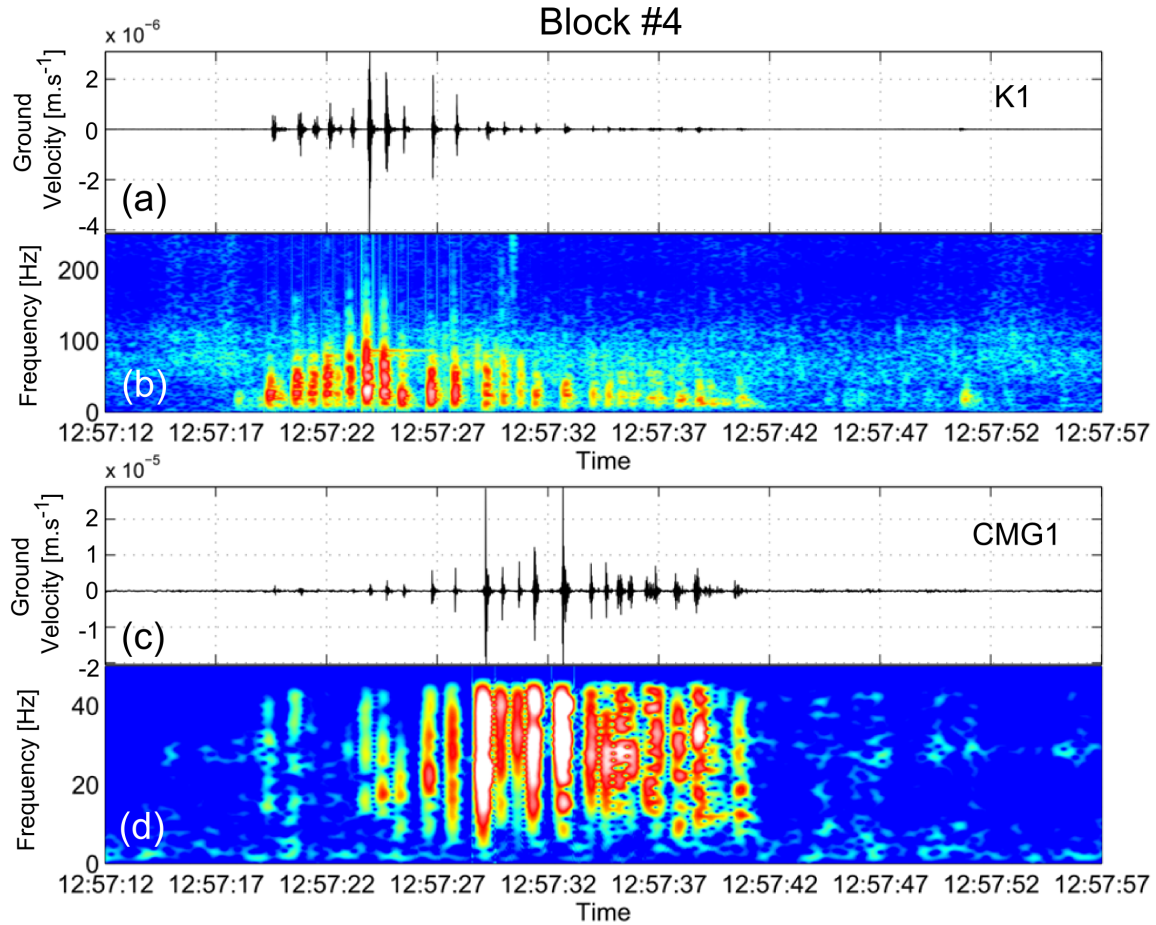 Block #4
x 10⁻⁶
Ground
Velocity [m.s⁻¹]
2
0
-2
-4
K1
(a)
Frequency [Hz]
200
100
0
(b)
12:57:12 12:57:17 12:57:22 12:57:27 12:57:32 12:57:37 12:57:42 12:57:47 12:57:52 12:57:57
Time
x 10⁻⁵
Ground
Velocity [m.s⁻¹]
2
1
0
-1
-2
CMG1
(c)
Frequency [Hz]
40
20
0
(d)
12:57:12 12:57:17 12:57:22 12:57:27 12:57:32 12:57:37 12:57:42 12:57:47 12:57:52 12:57:57
Time